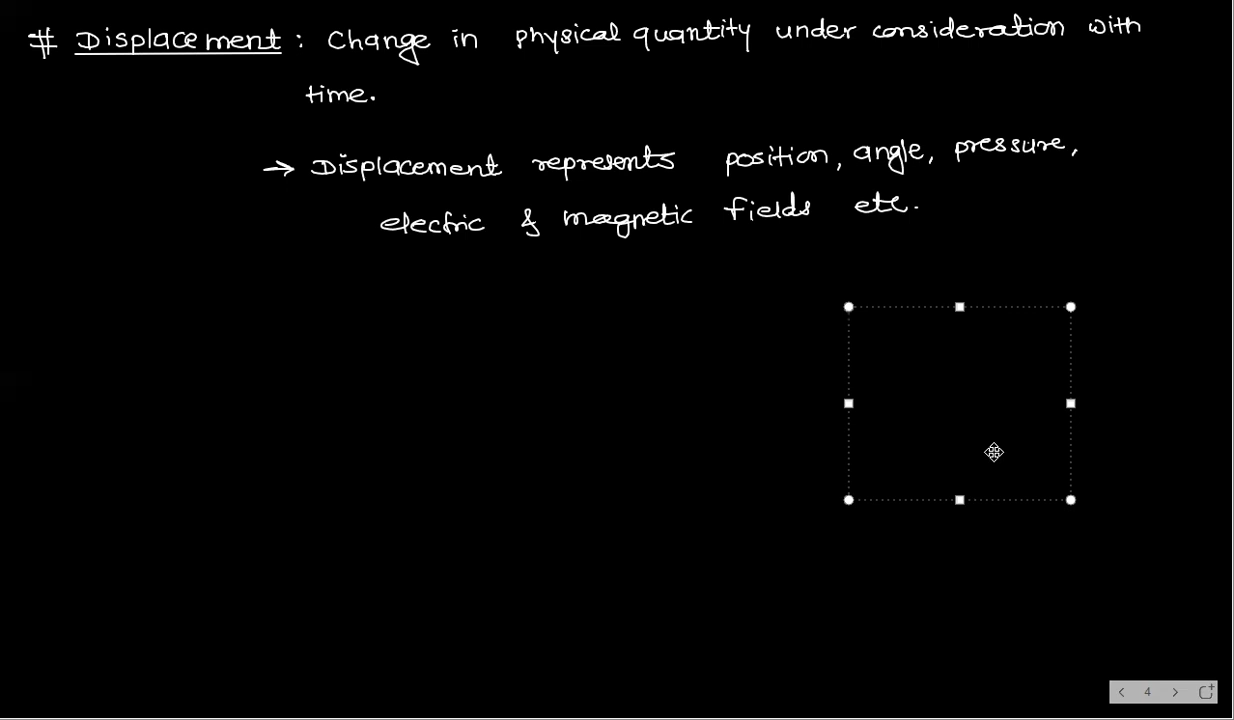 # Displacement : Change in physical quantity under consideration with
time.
→ Displacement represents position, angle, pressure,
electric & magnetic fields etc.
< 4 >